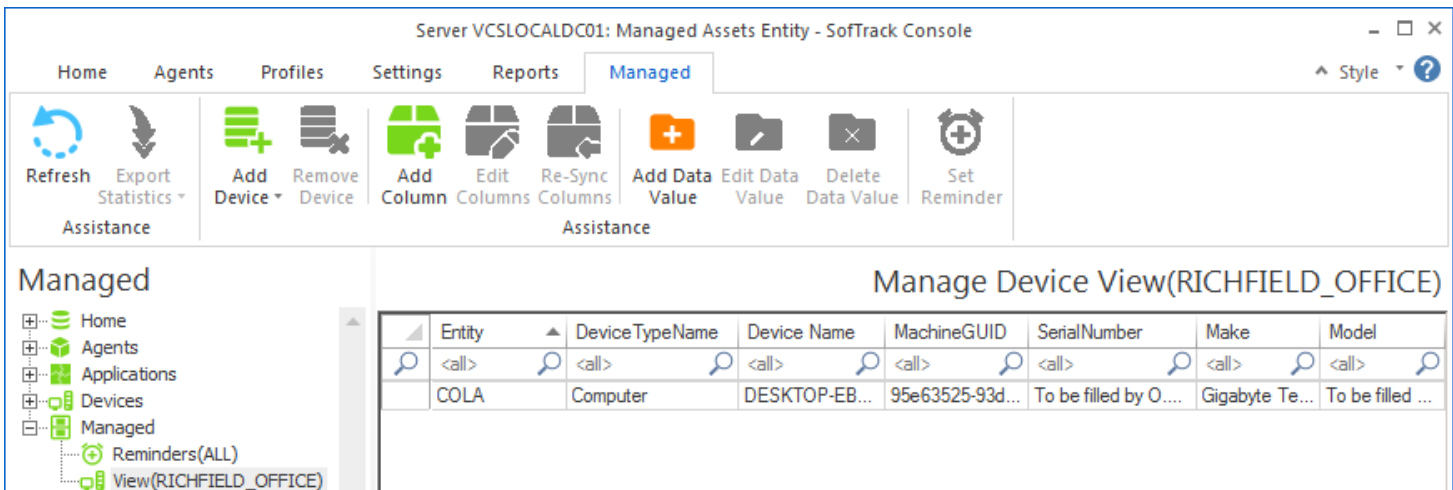 Server VCSLOCALDC01: Managed Assets Entity - SofTrack Console
Home Agents Profiles Settings Reports Managed Style ?
Refresh Export Statistics Add Device Remove Device Add Column Edit Columns Re-Sync Columns Add Data Value Edit Data Value Delete Data Value Set Reminder
Assistance Assistance
Managed
Manage Device View(RICHFIELD_OFFICE)
Home
Agents
Applications
Devices
Managed
Reminders(ALL)
View(RICHFIELD_OFFICE)
Entity DeviceTypeName Device Name MachineGUID SerialNumber Make Model
<all> <all> <all> <all> <all> <all> <all>
COLA Computer DESKTOP-EB... 95e63525-93d... To be filled by O.... Gigabyte Te... To be filled ...